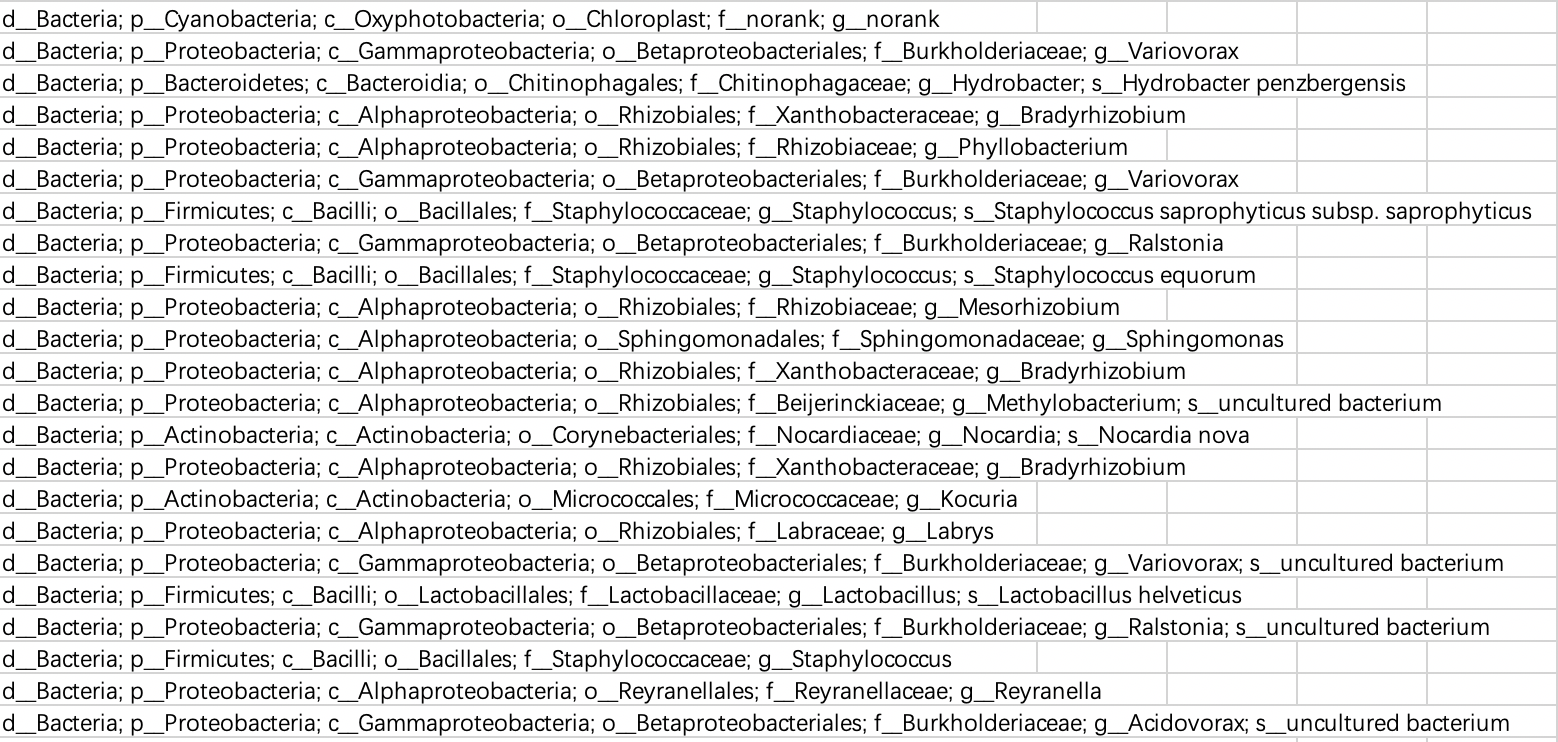 d__Bacteria; p__Cyanobacteria; c__Oxyphotobacteria; o__Chloroplast; f__norank; g__norank
d__Bacteria; p__Proteobacteria; c__Gammaproteobacteria; o__Betaproteobacteriales; f__Burkholderiaceae; g__Variovorax
d__Bacteria; p__Bacteroidetes; c__Bacteroidia; o__Chitinophagales; f__Chitinophagaceae; g__Hydrobacter; s__Hydrobacter penzbergensis
d__Bacteria; p__Proteobacteria; c__Alphaproteobacteria; o__Rhizobiales; f__Xanthobacteraceae; g__Bradyrhizobium
d__Bacteria; p__Proteobacteria; c__Alphaproteobacteria; o__Rhizobiales; f__Rhizobiaceae; g__Phyllobacterium
d__Bacteria; p__Proteobacteria; c__Gammaproteobacteria; o__Betaproteobacteriales; f__Burkholderiaceae; g__Variovorax
d__Bacteria; p__Firmicutes; c__Bacilli; o__Bacillales; f__Staphylococcaceae; g__Staphylococcus; s__Staphylococcus saprophyticus subsp. saprophyticus
d__Bacteria; p__Proteobacteria; c__Gammaproteobacteria; o__Betaproteobacteriales; f__Burkholderiaceae; g__Ralstonia
d__Bacteria; p__Firmicutes; c__Bacilli; o__Bacillales; f__Staphylococcaceae; g__Staphylococcus; s__Staphylococcus equorum
d__Bacteria; p__Proteobacteria; c__Alphaproteobacteria; o__Rhizobiales; f__Rhizobiaceae; g__Mesorhizobium
d__Bacteria; p__Proteobacteria; c__Alphaproteobacteria; o__Sphingomonadales; f__Sphingomonadaceae; g__Sphingomonas
d__Bacteria; p__Proteobacteria; c__Alphaproteobacteria; o__Rhizobiales; f__Xanthobacteraceae; g__Bradyrhizobium
d__Bacteria; p__Proteobacteria; c__Alphaproteobacteria; o__Rhizobiales; f__Beijerinckiaceae; g__Methylobacterium; s__uncultured bacterium
d__Bacteria; p__Actinobacteria; c__Actinobacteria; o__Corynebacteriales; f__Nocardiaceae; g__Nocardia; s__Nocardia nova
d__Bacteria; p__Proteobacteria; c__Alphaproteobacteria; o__Rhizobiales; f__Xanthobacteraceae; g__Bradyrhizobium
d__Bacteria; p__Actinobacteria; c__Actinobacteria; o__Micrococcales; f__Micrococcaceae; g__Kocuria
d__Bacteria; p__Proteobacteria; c__Alphaproteobacteria; o__Rhizobiales; f__Labraceae; g__Labrys
d__Bacteria; p__Proteobacteria; c__Gammaproteobacteria; o__Betaproteobacteriales; f__Burkholderiaceae; g__Variovorax; s__uncultured bacterium
d__Bacteria; p__Firmicutes; c__Bacilli; o__Lactobacillales; f__Lactobacillaceae; g__Lactobacillus; s__Lactobacillus helveticus
d__Bacteria; p__Proteobacteria; c__Gammaproteobacteria; o__Betaproteobacteriales; f__Burkholderiaceae; g__Ralstonia; s__uncultured bacterium
d__Bacteria; p__Firmicutes; c__Bacilli; o__Bacillales; f__Staphylococcaceae; g__Staphylococcus
d__Bacteria; p__Proteobacteria; c__Alphaproteobacteria; o__Reyranellales; f__Reyranellaceae; g__Reyranella
d__Bacteria; p__Proteobacteria; c__Gammaproteobacteria; o__Betaproteobacteriales; f__Burkholderiaceae; g__Acidovorax; s__uncultured bacterium